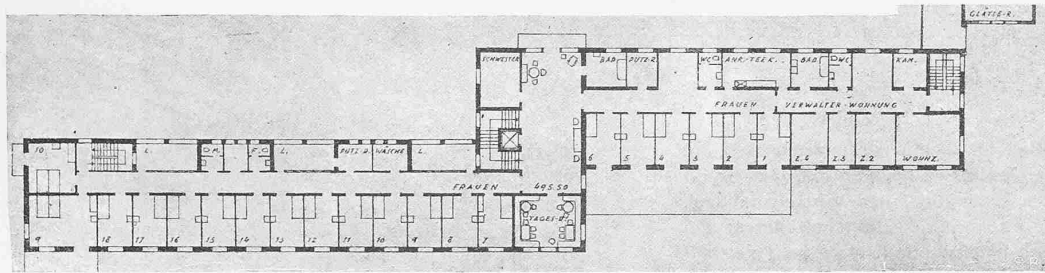 GLÄTTE-R.
SCHWESTER
BAD
PUTZ-R.
WC
ANR./TEEK.
BAD
WC
KAM.
FRAUEN
VERWALTER-WOHNUNG
6
5
4
3
2
1
Z.4
Z.3
Z.2
WOHNZ.
10
L.
M.
F.
L.
PUTZ-R.
WÄSCHE
L.
FRAUEN
495.50
9
18
17
16
15
14
13
12
11
10
9
8
7
TAGES-R.